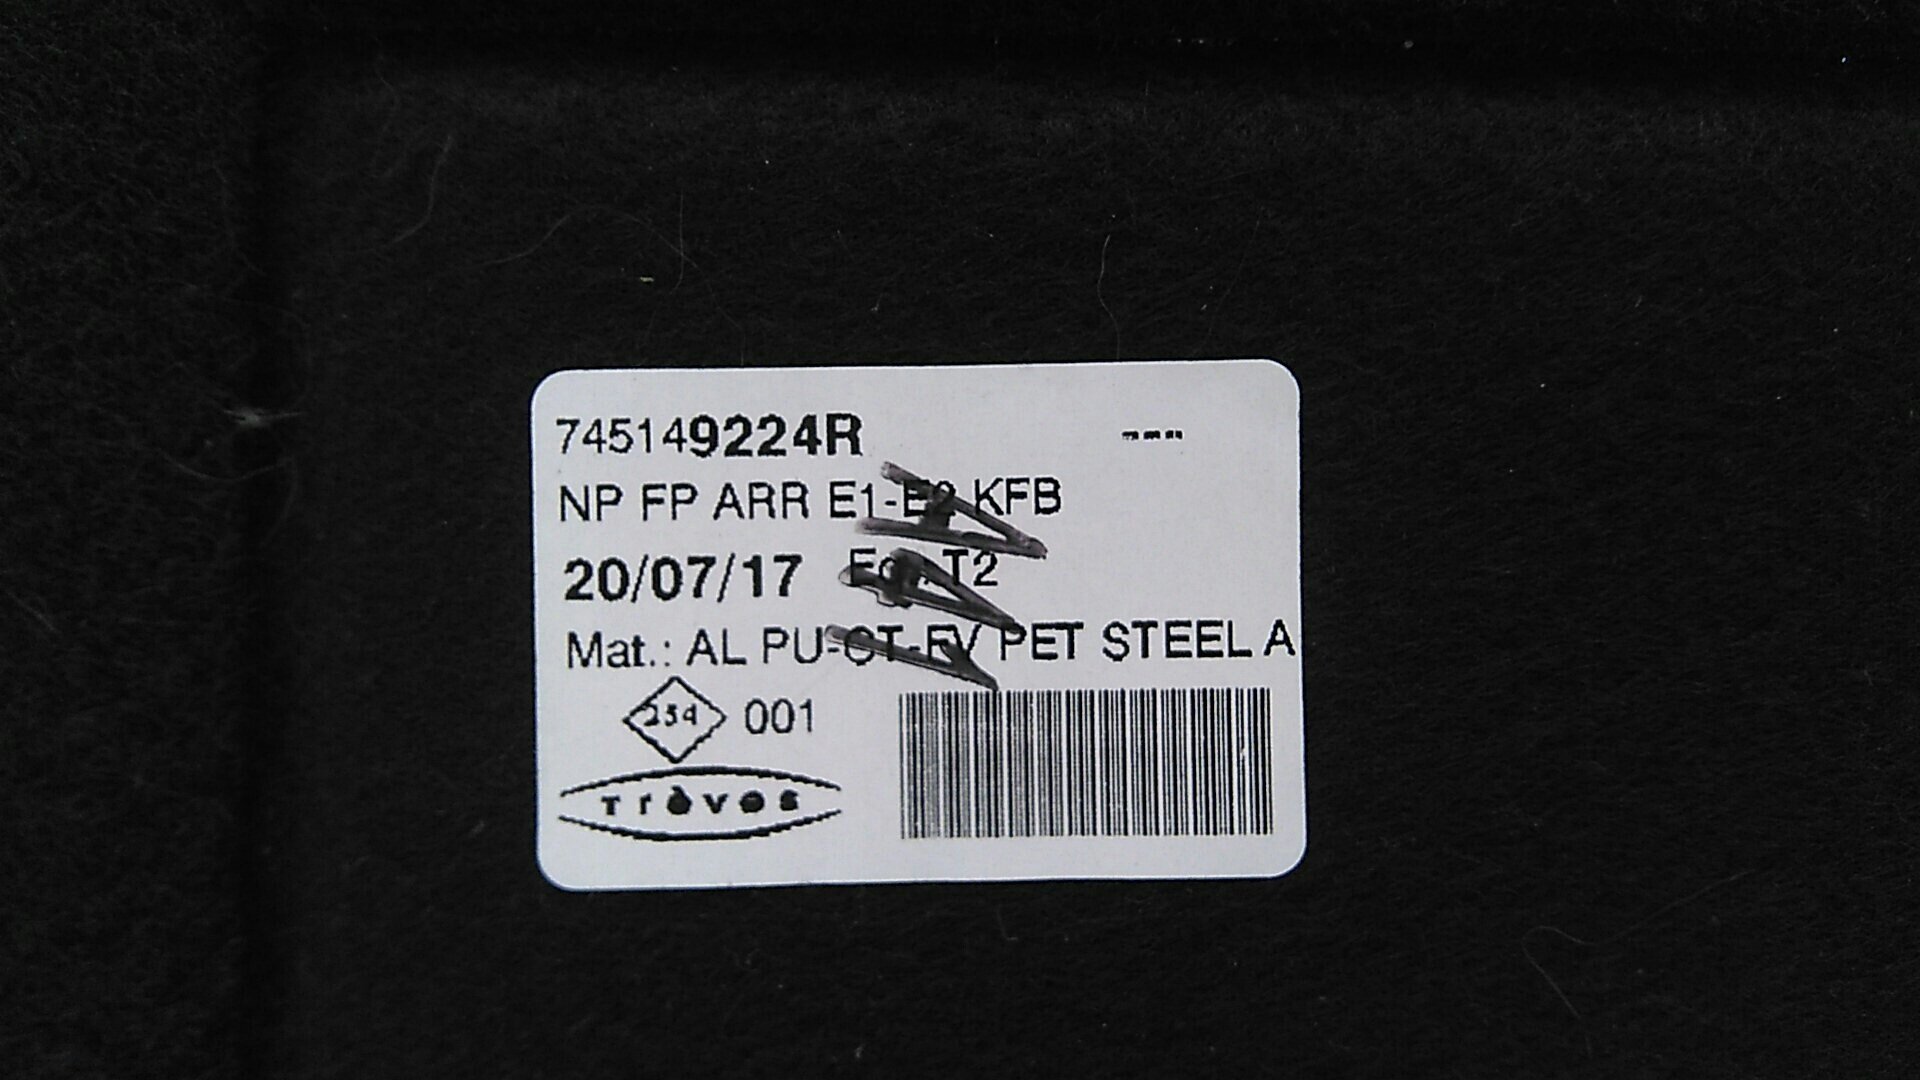 745149224R ---
NP FP ARR E1-E2 KFB
20/07/17 T2
Mat.: AL PU-CT-FV PET STEEL A
254 001
Trèves